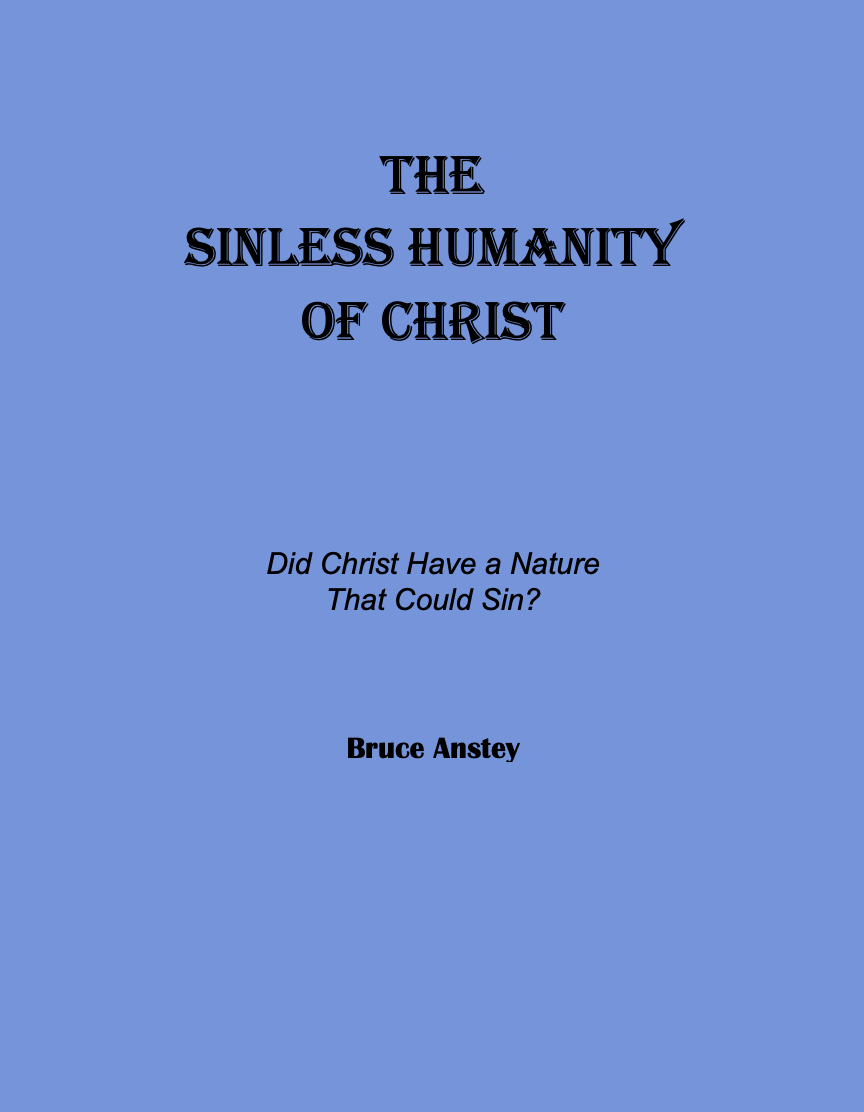 THE
SINLESS HUMANITY
OF CHRIST
Did Christ Have a Nature
That Could Sin?
Bruce Anstey